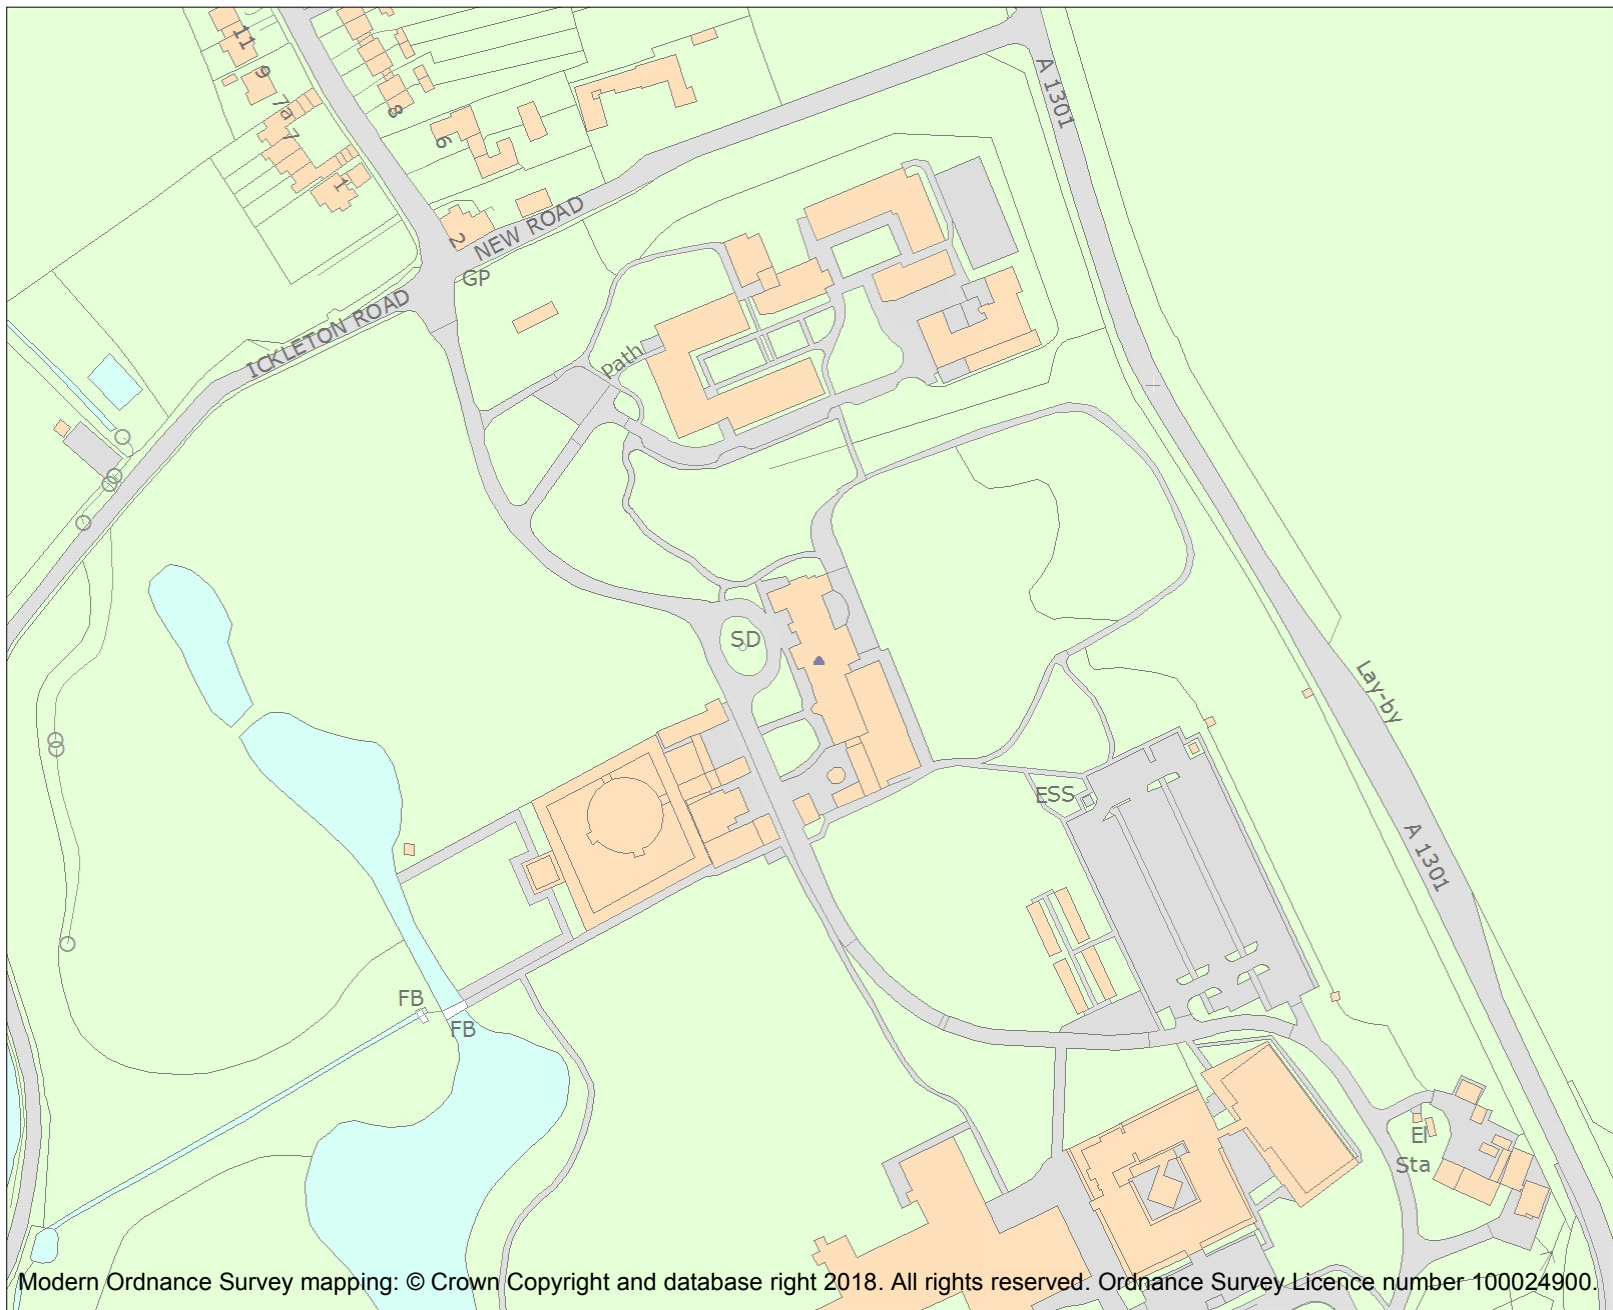 11
9
7a
7
1
8
6
2
NEW ROAD
GP
ICKLETON ROAD
A 1301
Path
SD
Lay-by
ESS
A 1301
FB
FB
El
Sta
Modern Ordnance Survey mapping: © Crown Copyright and database right 2018. All rights reserved. Ordnance Survey Licence number 100024900.